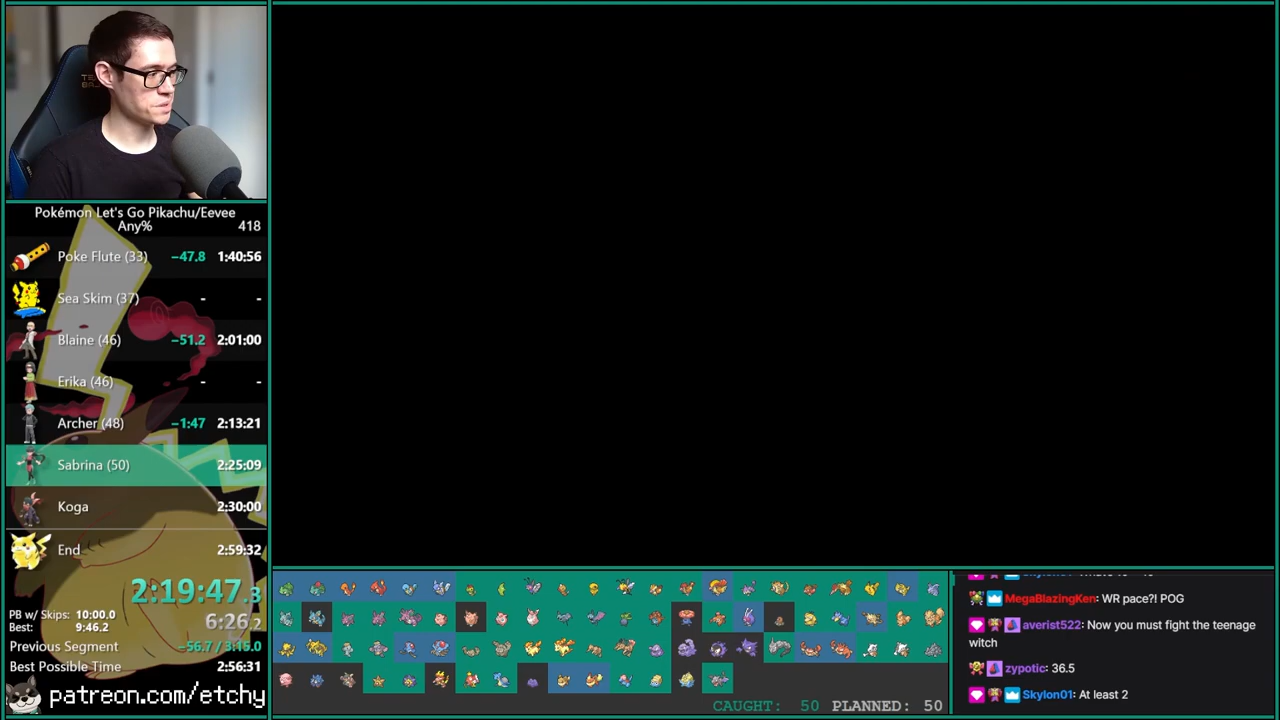 Pokémon Let's Go Pikachu/Eevee
Any% 418
Poke Flute (33) −47.8 1:40:56
Sea Skim (37) - -
Blaine (46) −51.2 2:01:00
Erika (46) - -
Archer (48) −1:47 2:13:21
Sabrina (50) 2:25:09
Koga 2:30:00
End 2:59:32
2:19:47.3
PB w/ Skips: 10:00.0
Best: 9:46.2
6:26.2
Previous Segment −56.7 / 3:15.0
Best Possible Time 2:56:31
patreon.com/etchy
CAUGHT: 50 PLANNED: 50
MegaBlazingKen: WR pace?! POG
averist522: Now you must fight the teenage
witch
zypotic: 36.5
Skylon01: At least 2